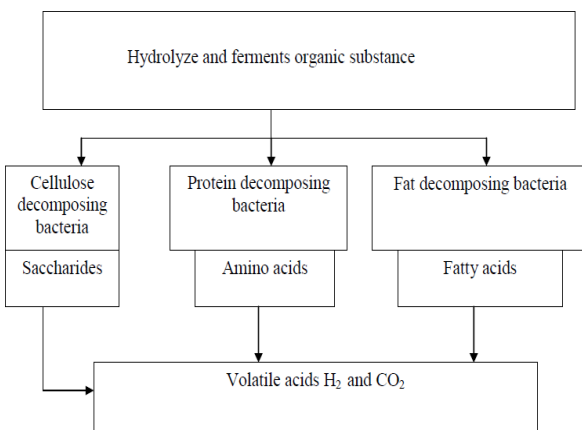 Hydrolyze and ferments organic substance
Cellulose
decomposing
bacteria
Saccharides
Protein decomposing
bacteria
Amino acids
Fat decomposing bacteria
Fatty acids
Volatile acids H₂ and CO₂